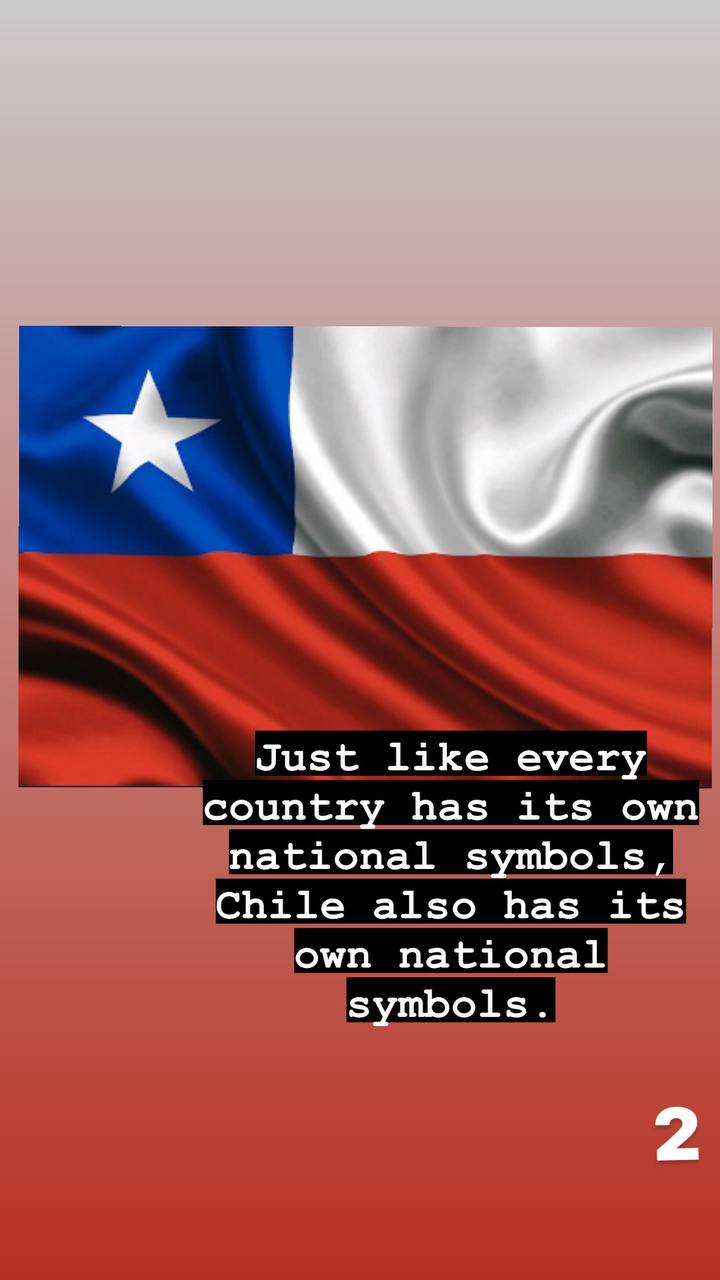 Just like every
country has its own
national symbols,
Chile also has its
own national
symbols.
2